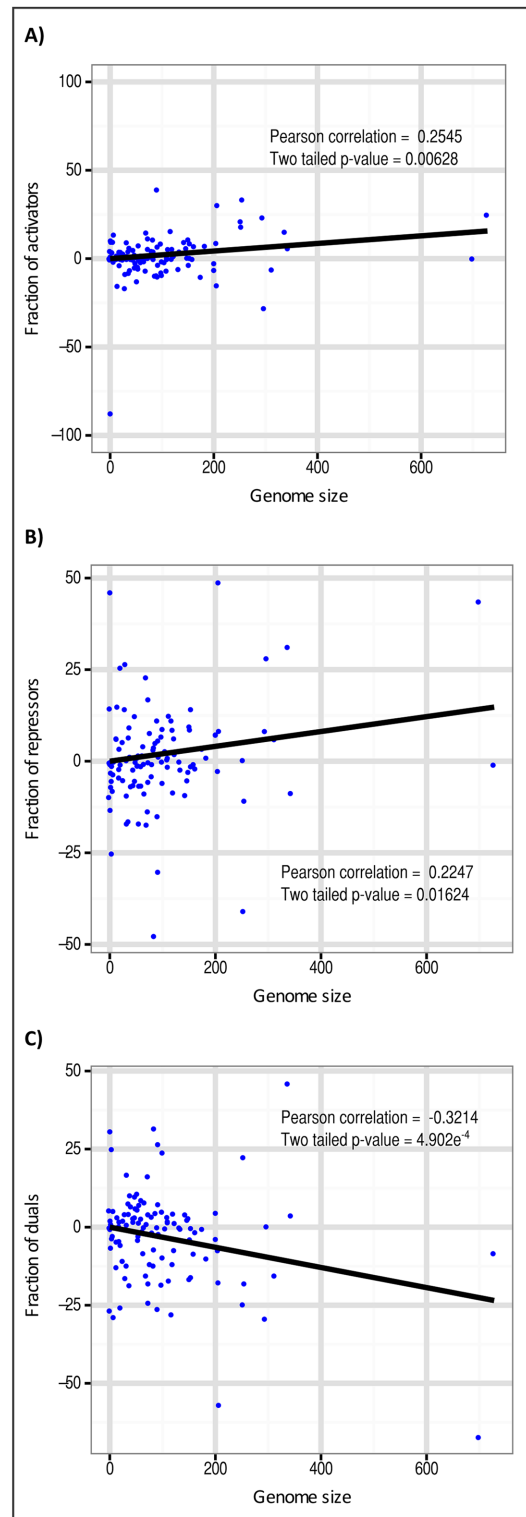 A)
100
50
0
−50
−100
Fraction of activators
Pearson correlation = 0.2545
Two tailed p-value = 0.00628
0 200 400 600
Genome size
B)
50
25
0
−25
−50
Fraction of repressors
Pearson correlation = 0.2247
Two tailed p-value = 0.01624
0 200 400 600
Genome size
C)
50
25
0
−25
−50
Fraction of duals
Pearson correlation = -0.3214
Two tailed p-value = 4.902e⁻⁴
0 200 400 600
Genome size